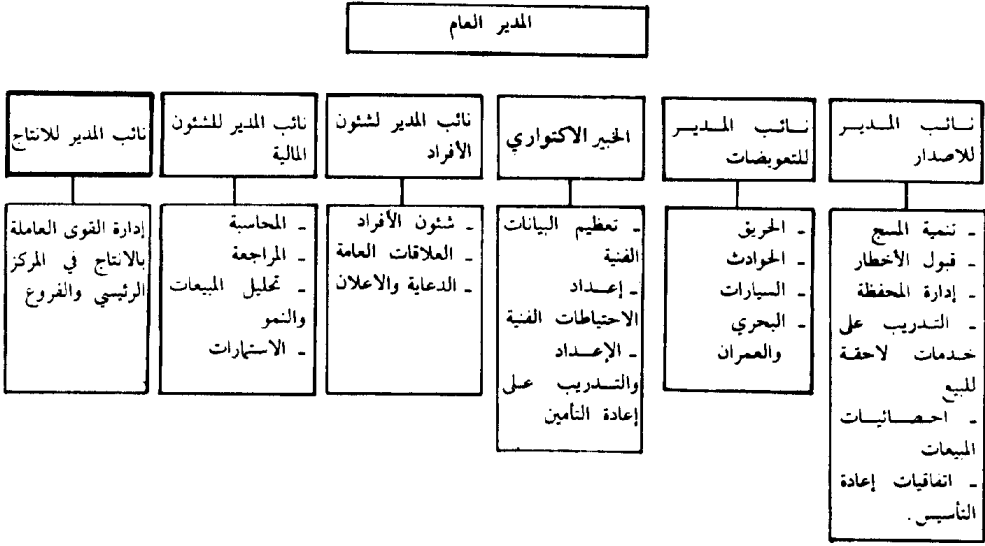 المدير العام
نائب المدير
للاصدار
نائب المدير
للتعويضات
الخبير الاكتواري
نائب المدير لشئون
الأفراد
نائب المدير للشئون
المالية
نائب المدير للانتاج
ـ تنمية المسح
ـ قبول الأخطار
ـ إدارة المحفظة
ـ التدريب على
خدمات لاحقة
للبيع
ـ احصائيات
المبيعات
ـ اتفاقيات إعادة
التأسيس.
ـ الحريق
ـ الحوادث
ـ السيارات
ـ البحري
والعمران
ـ تعظيم البيانات
الفنية
ـ إعداد
الاحتياطات الفنية
ـ الإعداد
والتدريب على
إعادة التأمين
ـ شئون الأفراد
ـ العلاقات العامة
ـ الدعاية والاعلان
ـ المحاسبة
ـ المراجعة
ـ تحليل المبيعات
والنمو
ـ الاستمارات
إدارة القوى العاملة
بالانتاج في المركز
الرئيسي والفروع